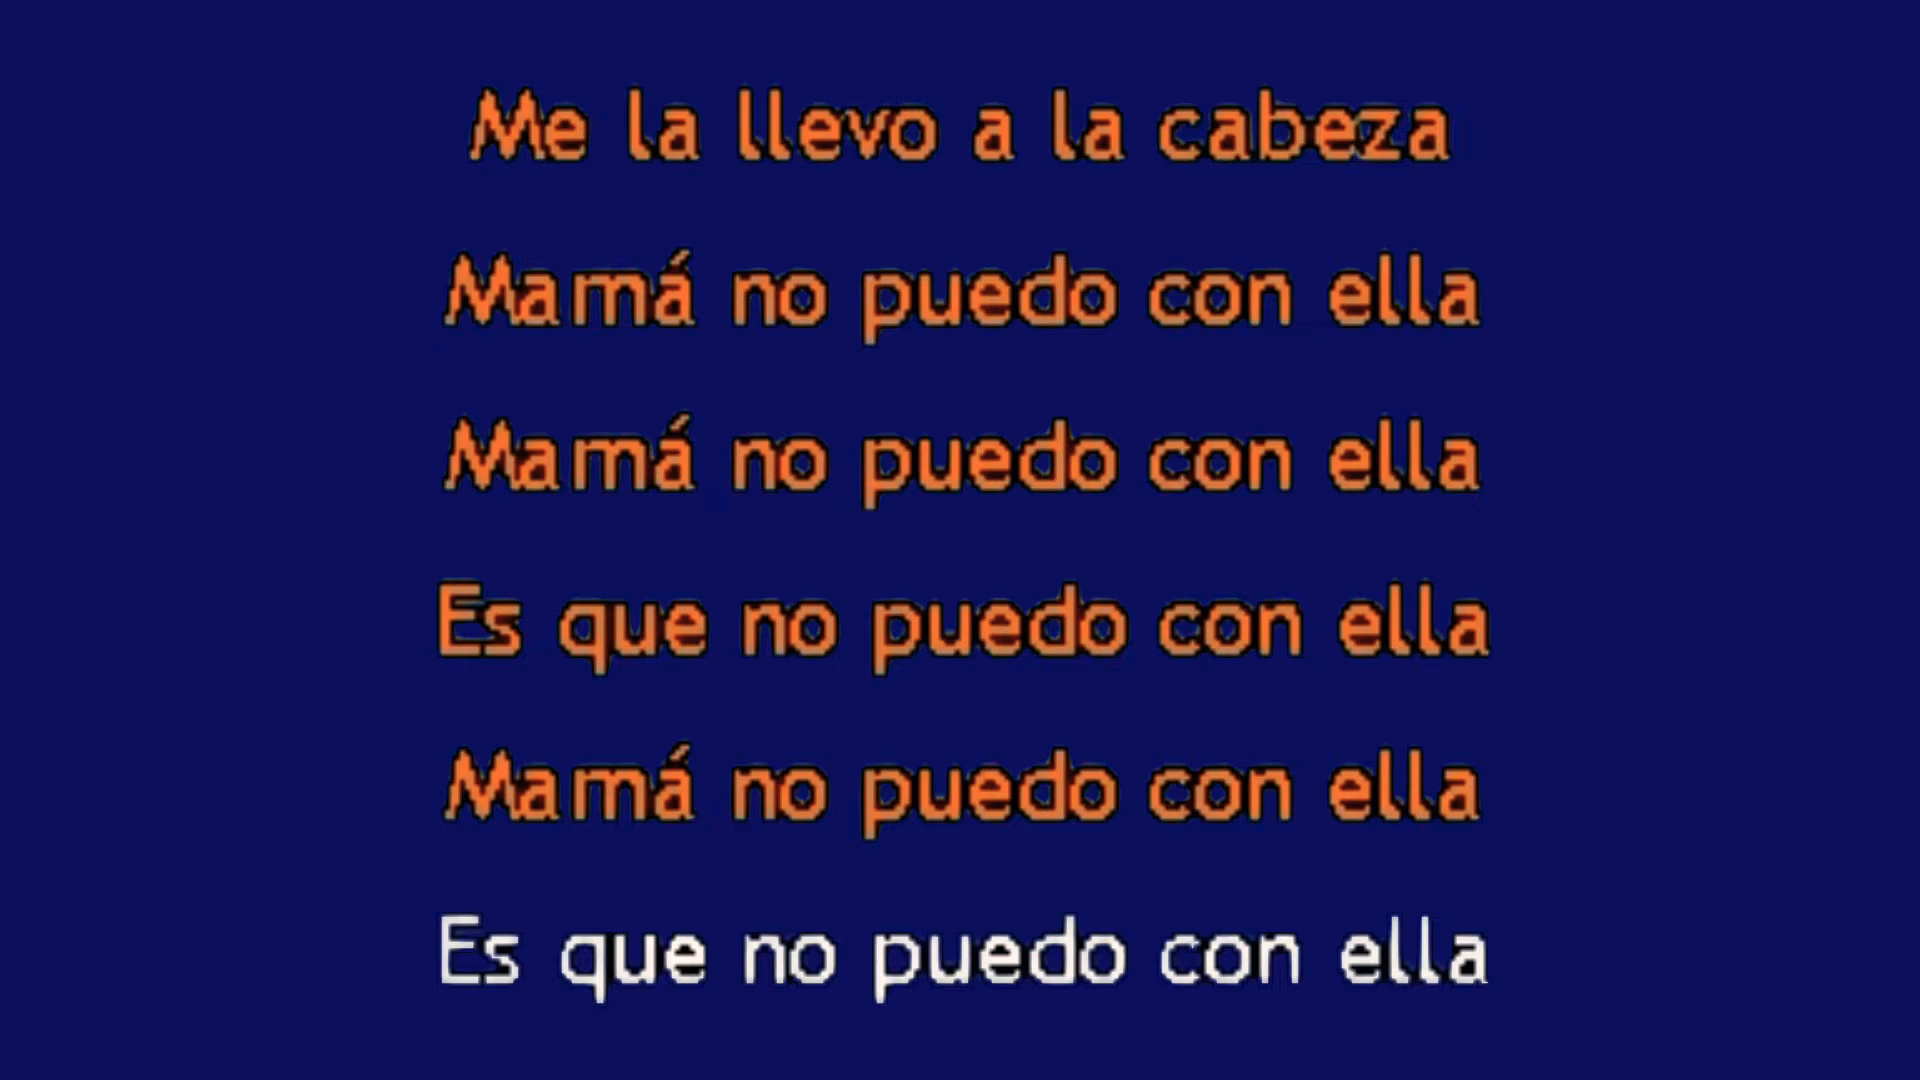 Me la llevo a la cabeza
Mamá no puedo con ella
Mamá no puedo con ella
Es que no puedo con ella
Mamá no puedo con ella
Es que no puedo con ella